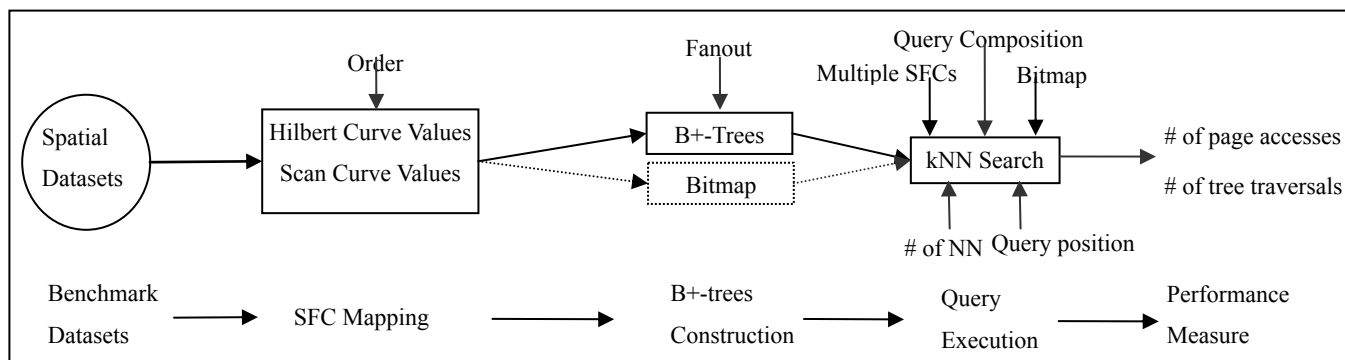 Order
Fanout
Query Composition
Multiple SFCs
Bitmap
Spatial
Datasets
Hilbert Curve Values
Scan Curve Values
B+-Trees
Bitmap
kNN Search
# of page accesses
# of tree traversals
# of NN
Query position
Benchmark
Datasets
SFC Mapping
B+-trees
Construction
Query
Execution
Performance
Measure